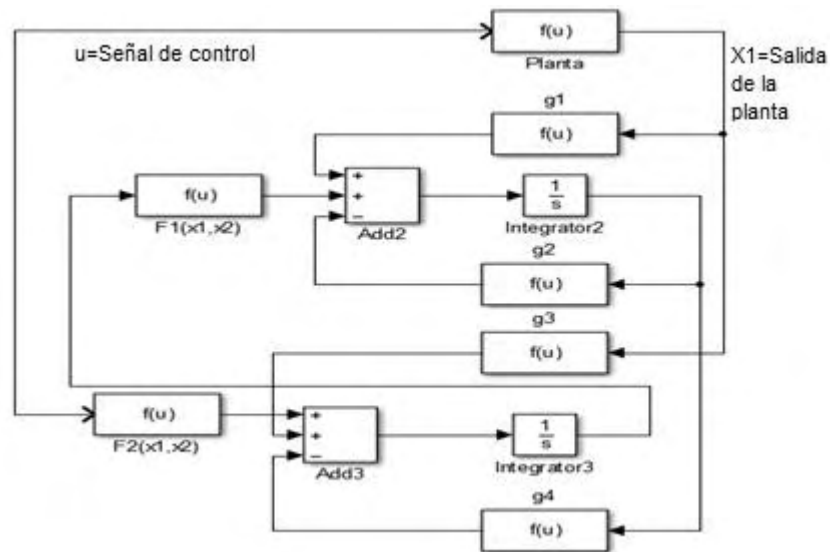 u=Señal de control
f(u)
Planta
X1=Salida
de la
planta
g1
f(u)
f(u)
F1(x1,x2)
+
+
−
Add2
1
s
Integrator2
g2
f(u)
g3
f(u)
f(u)
F2(x1,x2)
+
+
−
Add3
1
s
Integrator3
g4
f(u)